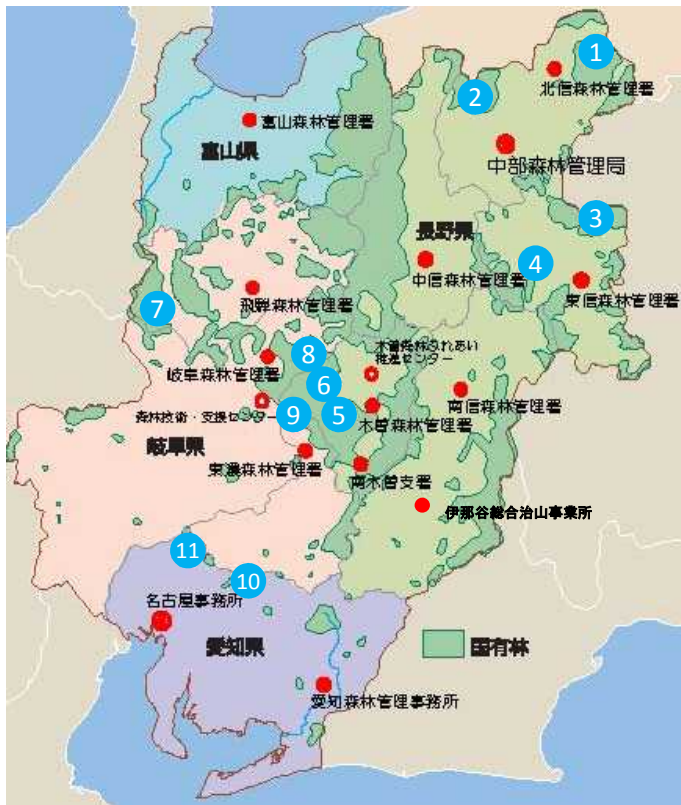 1
北信森林管理署
2
富山森林管理署
中部森林管理局
富山県
3
長野県
4
中信森林管理署
東信森林管理署
7
飛騨森林管理署
8
木曽森林ふれあい
推進センター
岐阜森林管理署
6
南信森林管理署
森林技術・支援センター
9
5
木曽森林管理署
岐阜県
東濃森林管理署
南木曽支署
伊那谷総合治山事業所
11
10
名古屋事務所
愛知県
国有林
愛知森林管理事務所